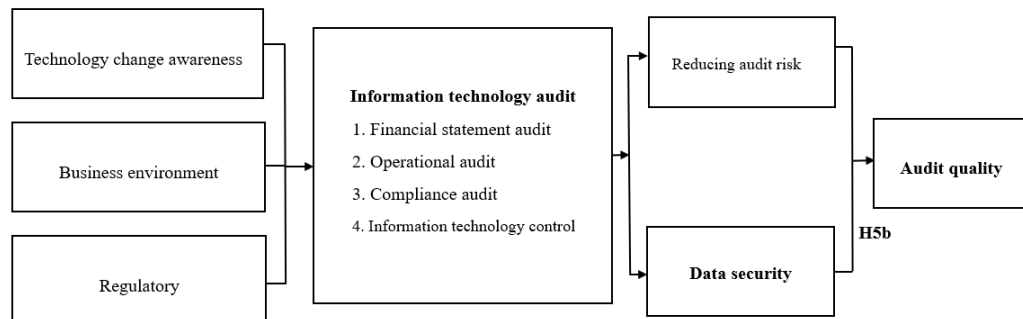 Technology change awareness
Business environment
Regulatory
Information technology audit
1. Financial statement audit
2. Operational audit
3. Compliance audit
4. Information technology control
Reducing audit risk
Data security
H5b
Audit quality